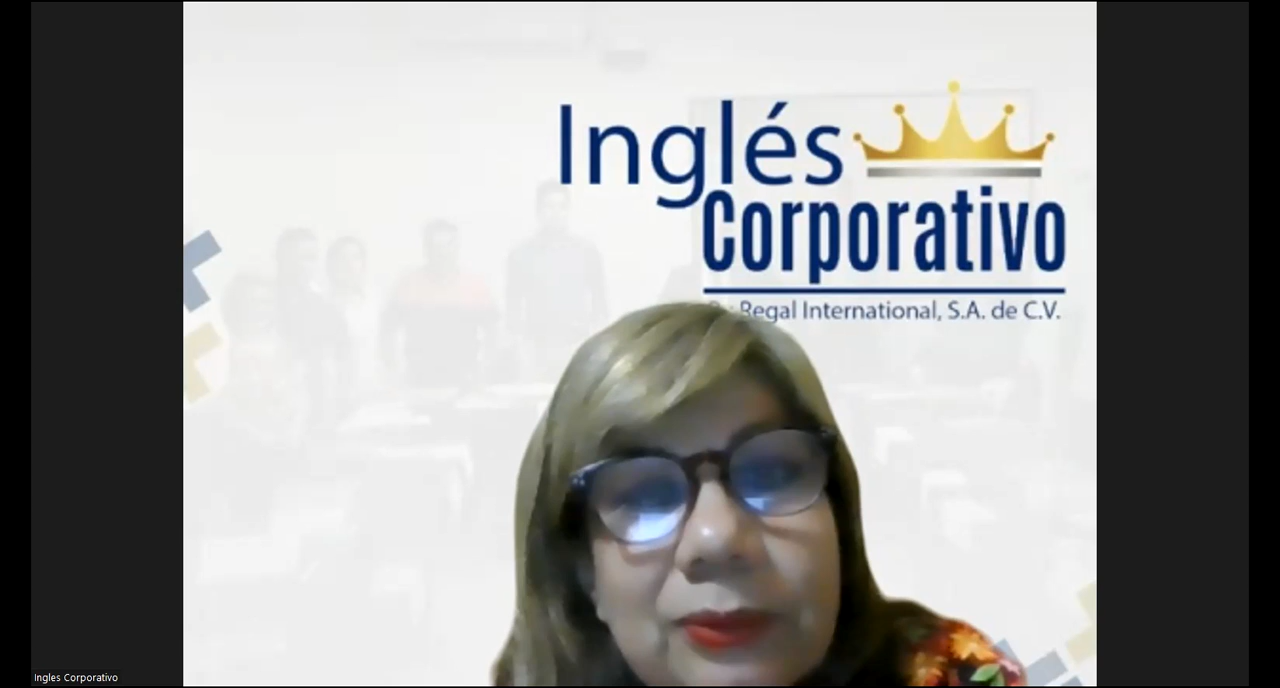 Inglés
Corporativo
Regal International, S.A. de C.V.
Ingles Corporativo